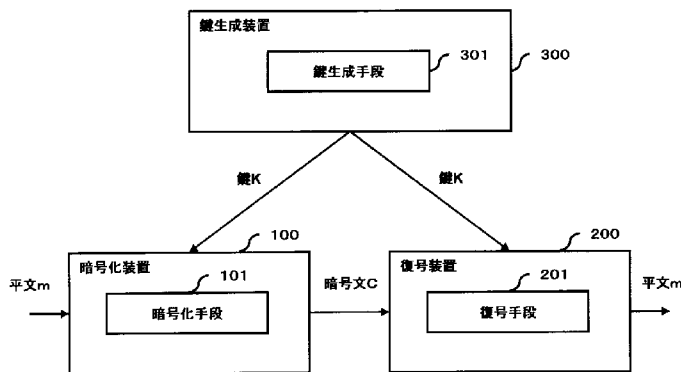 鍵生成装置
鍵生成手段
301
300
鍵K
鍵K
100
200
暗号化装置
101
復号装置
201
平文m
暗号化手段
暗号文C
復号手段
平文m